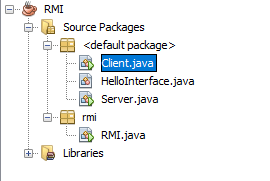 RMI
Source Packages
<default package>
Client.java
HelloInterface.java
Server.java
rmi
RMI.java
Libraries